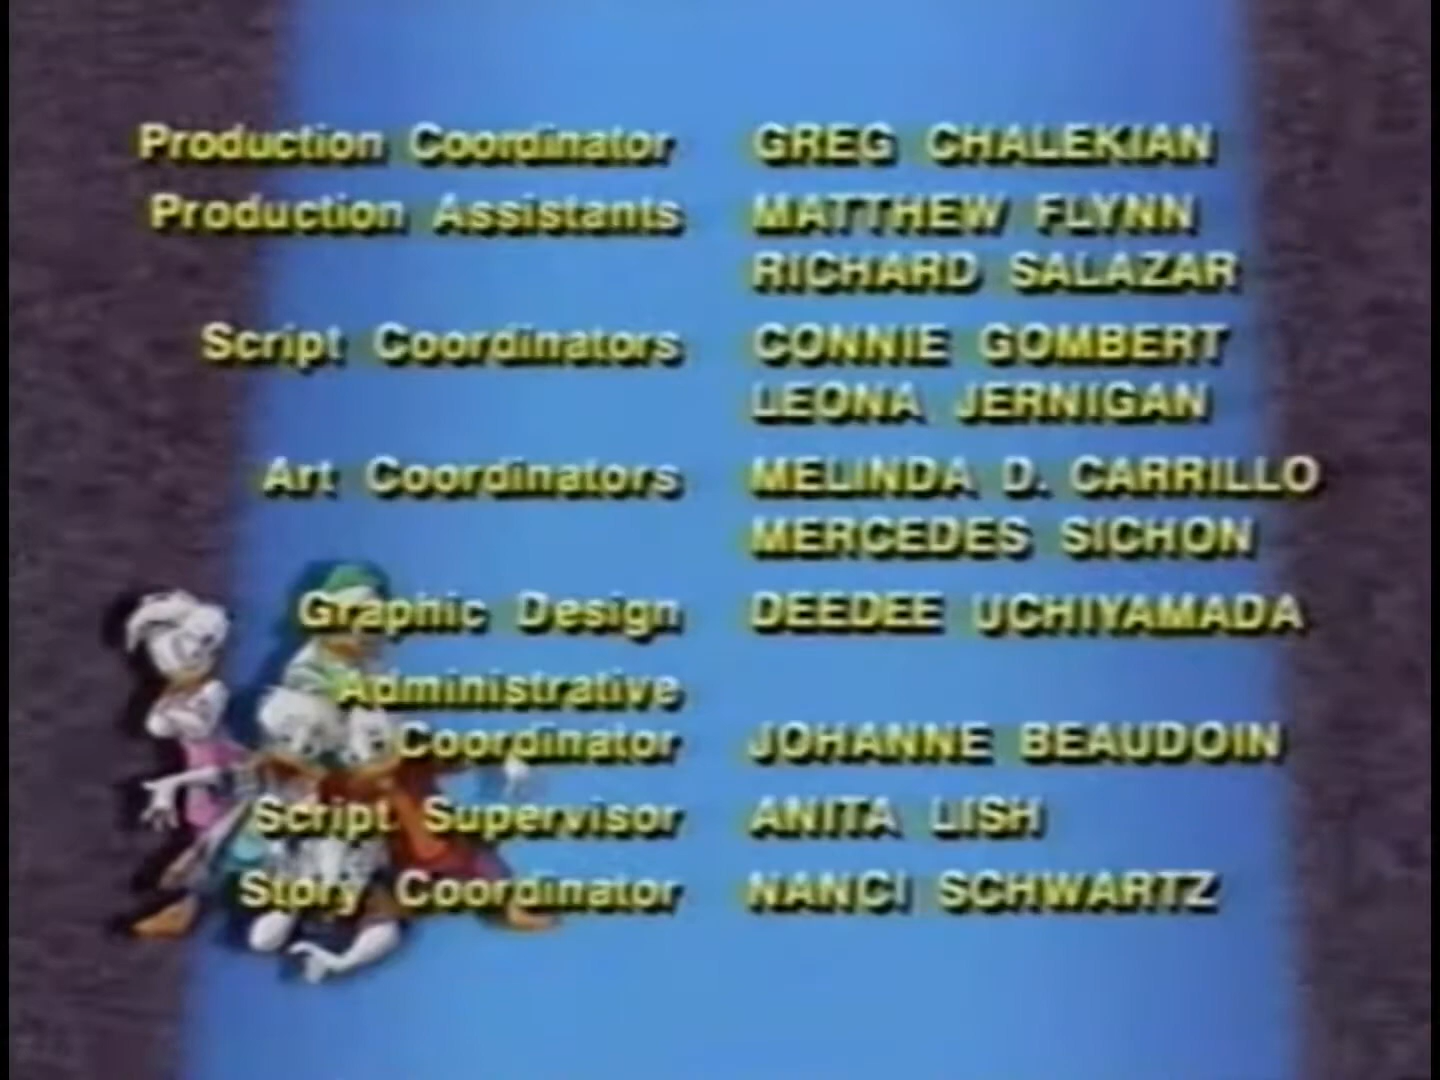 Production Coordinator GREG CHALEKIAN
Production Assistants MATTHEW FLYNN
RICHARD SALAZAR
Script Coordinators CONNIE GOMBERT
LEONA JERNIGAN
Art Coordinators MELINDA D. CARRILLO
MERCEDES SICHON
Graphic Design DEEDEE UCHIYAMADA
Administrative
Coordinator JOHANNE BEAUDOIN
Script Supervisor ANITA LISH
Story Coordinator NANCI SCHWARTZ